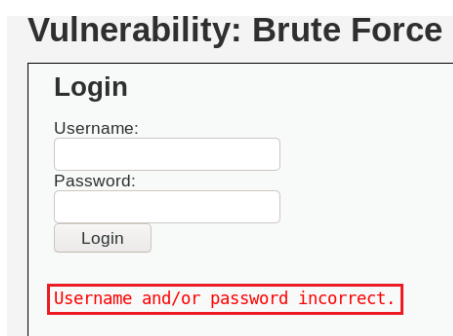 Vulnerability: Brute Force
Login
Username:
Password:
Login
Username and/or password incorrect.